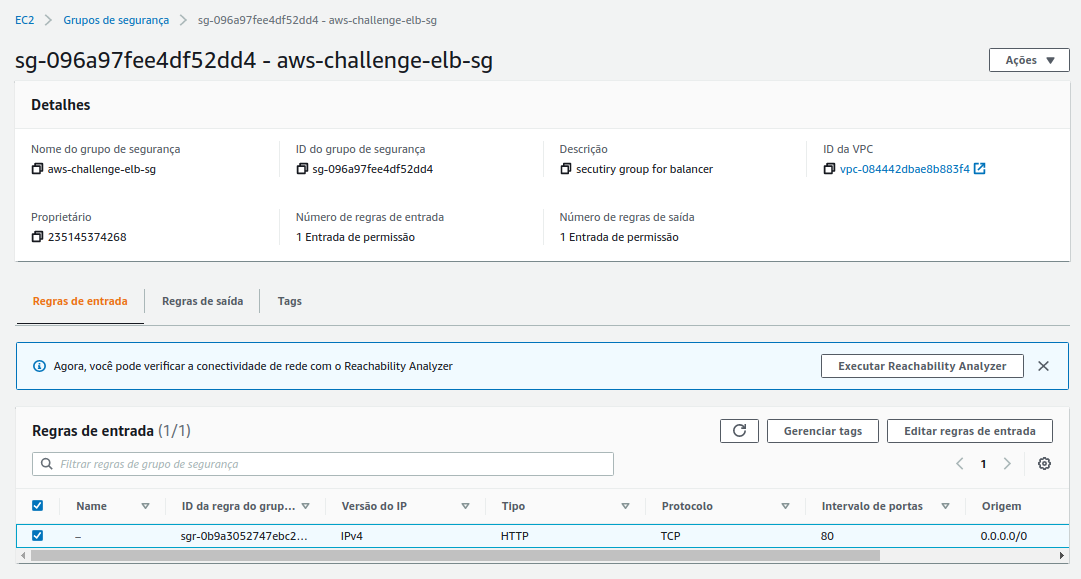 EC2 > Grupos de segurança > sg-096a97fee4df52dd4 - aws-challenge-elb-sg
sg-096a97fee4df52dd4 - aws-challenge-elb-sg
Ações
Detalhes
Nome do grupo de segurança
aws-challenge-elb-sg
ID do grupo de segurança
sg-096a97fee4df52dd4
Descrição
secutiry group for balancer
ID da VPC
vpc-084442dbae8b883f4
Proprietário
235145374268
Número de regras de entrada
1 Entrada de permissão
Número de regras de saída
1 Entrada de permissão
Regras de entrada Regras de saída Tags
Agora, você pode verificar a conectividade de rede com o Reachability Analyzer
Executar Reachability Analyzer
Regras de entrada (1/1)
Gerenciar tags
Editar regras de entrada
Filtrar regras de grupo de segurança
1
Name ID da regra do grup... Versão do IP Tipo Protocolo Intervalo de portas Origem
– sgr-0b9a3052747ebc2... IPv4 HTTP TCP 80 0.0.0.0/0